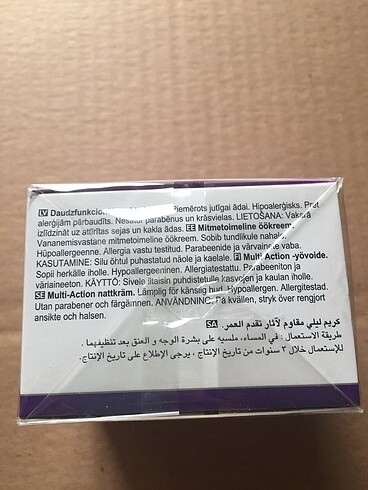 LV Daudzfunkcion Piemērots jutīgai ādai. Hipoalerģisks. Pret
alerģijām pārbaudīts. Nesatur parabēnus un krāsvielas. LIETOŠANA: Vakarā
izlīdzināt uz attīrītas sejas un kakla ādas. EE Mitmetoimeline öökreem.
Vananemisvastane mitmetoimeline öökreem. Sobib tundlikule nahale.
Hüpoallergeenne. Allergia vastu testitud. Parabeenide ja värvainete vaba.
KASUTAMINE: Silu õhtul puhastatud näole ja kaelale. FI Multi Action -yövoide.
Sopii herkälle iholle. Hypoallergeeninen. Allergiatestattu. Parabeeniton ja
väriaineeton. KÄYTTÖ: Sivele iltaisin puhdistetulle kasvojen ja kaulan iholle.
SE Multi-Action nattkräm. Lämplig för känslig hud. Hypoallergen. Allergitestad.
Utan parabener och färgämnen. ANVÄNDNING: På kvällen, stryk över rengjort
ansikte och halsen.
SA كريم ليلي مقاوم لآثار تقدم العمر.
طريقة الاستعمال: في المساء، ملسيه على بشرة الوجه و العنق بعد تنظيفهما.
للإستعمال خلال ٣ سنوات من تاريخ الإنتاج، يرجى الإطلاع على تاريخ الإنتاج.